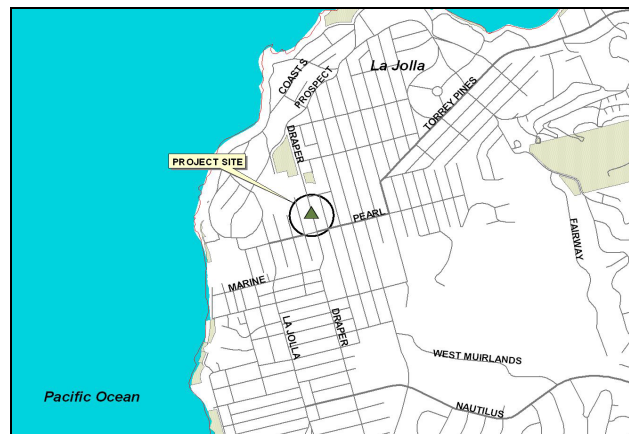 La Jolla
COAST S
PROSPECT
TORREY PINES
DRAPER
PROJECT SITE
PEARL
FAIRWAY
MARINE
LA JOLLA
DRAPER
WEST MUIRLANDS
Pacific Ocean
NAUTILUS